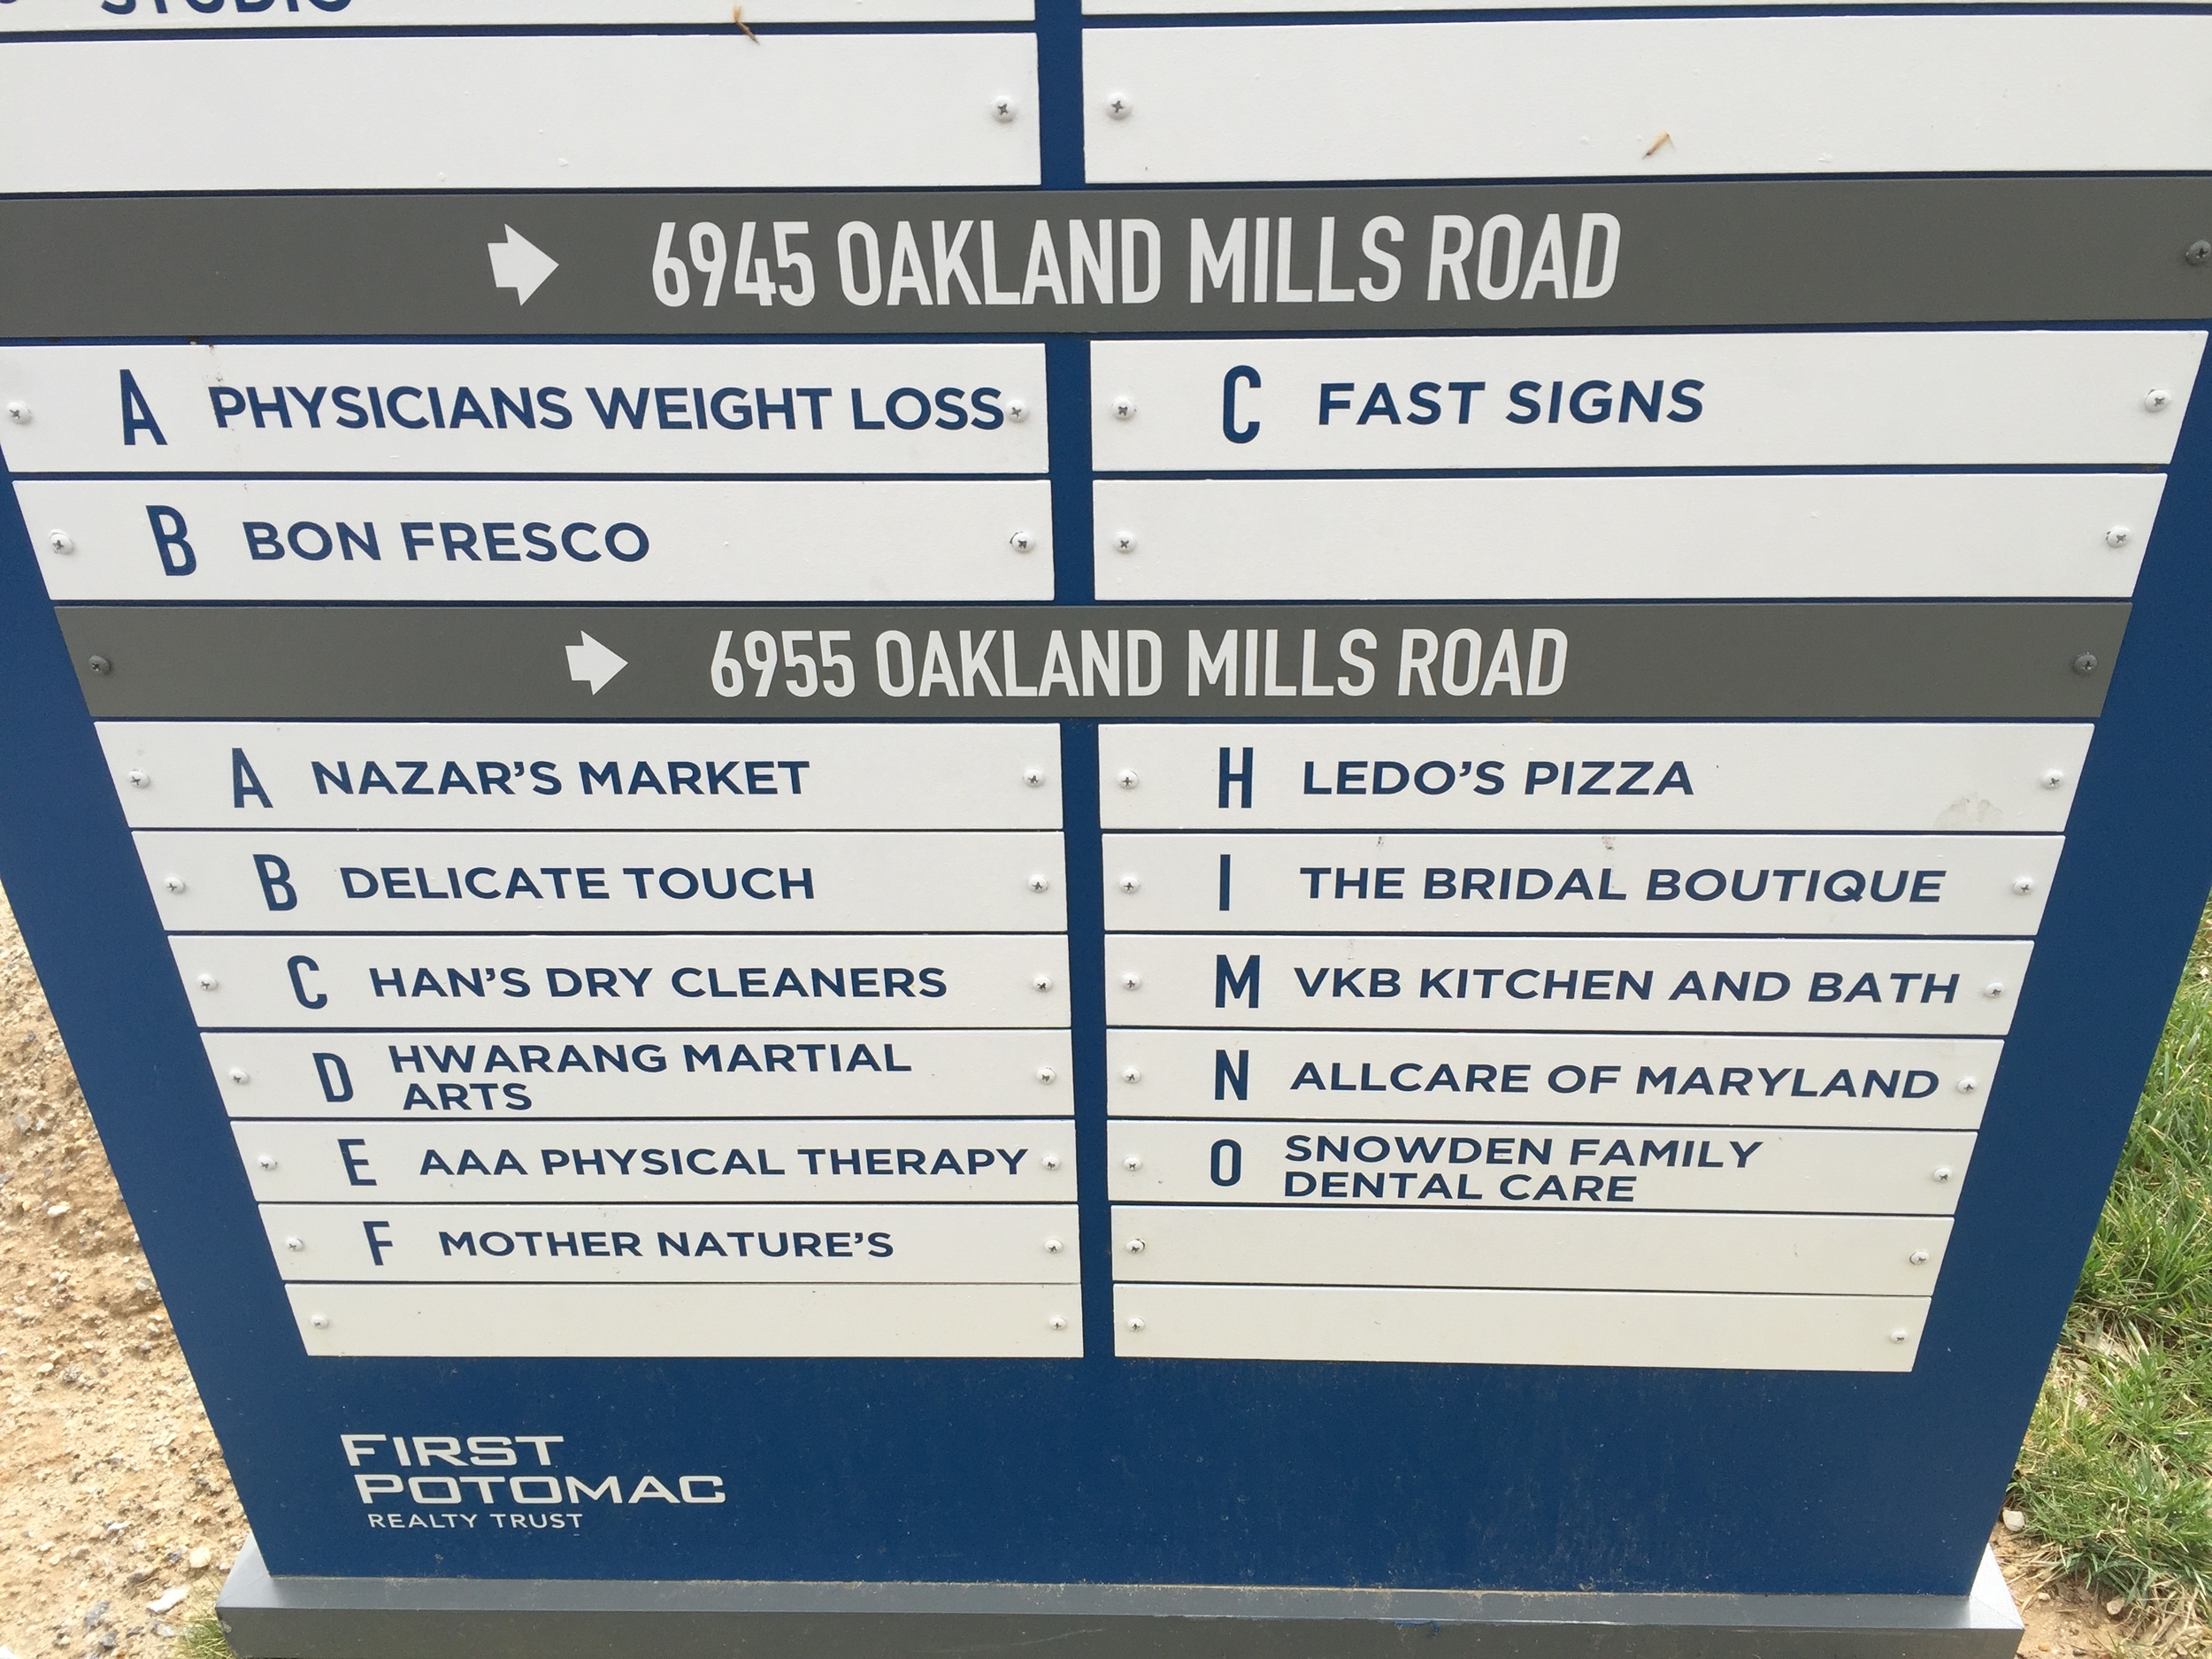 STUDIO
6945 OAKLAND MILLS ROAD
A PHYSICIANS WEIGHT LOSS
B BON FRESCO
C FAST SIGNS
6955 OAKLAND MILLS ROAD
A NAZAR'S MARKET
B DELICATE TOUCH
C HAN'S DRY CLEANERS
D HWARANG MARTIAL
ARTS
E AAA PHYSICAL THERAPY
F MOTHER NATURE'S
H LEDO'S PIZZA
I THE BRIDAL BOUTIQUE
M VKB KITCHEN AND BATH
N ALLCARE OF MARYLAND
O SNOWDEN FAMILY
DENTAL CARE
FIRST
POTOMAC
REALTY TRUST